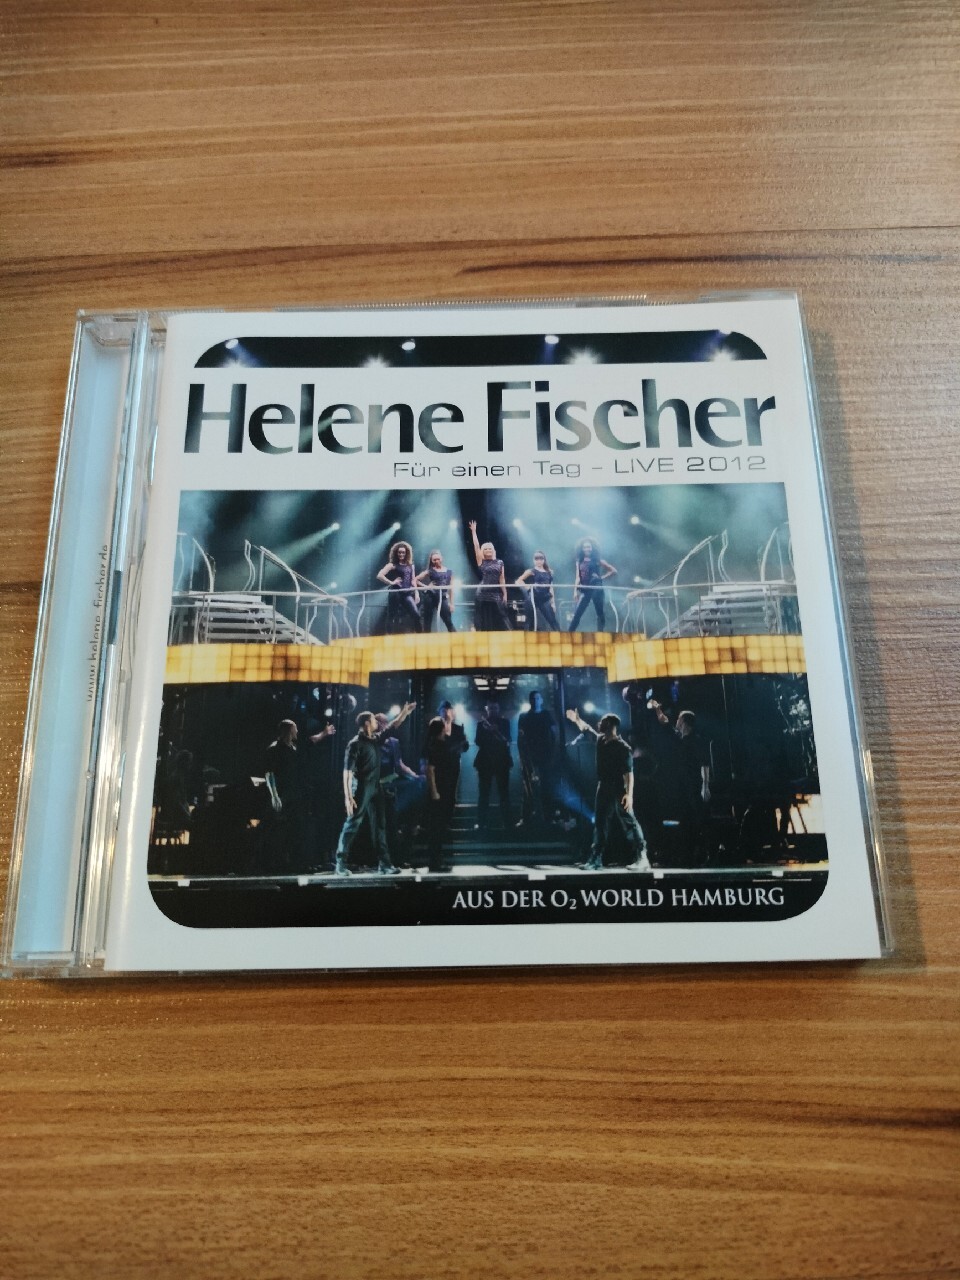 Helene Fischer
Für einen Tag - LIVE 2012
AUS DER O₂ WORLD HAMBURG
www.helene-fischer.de